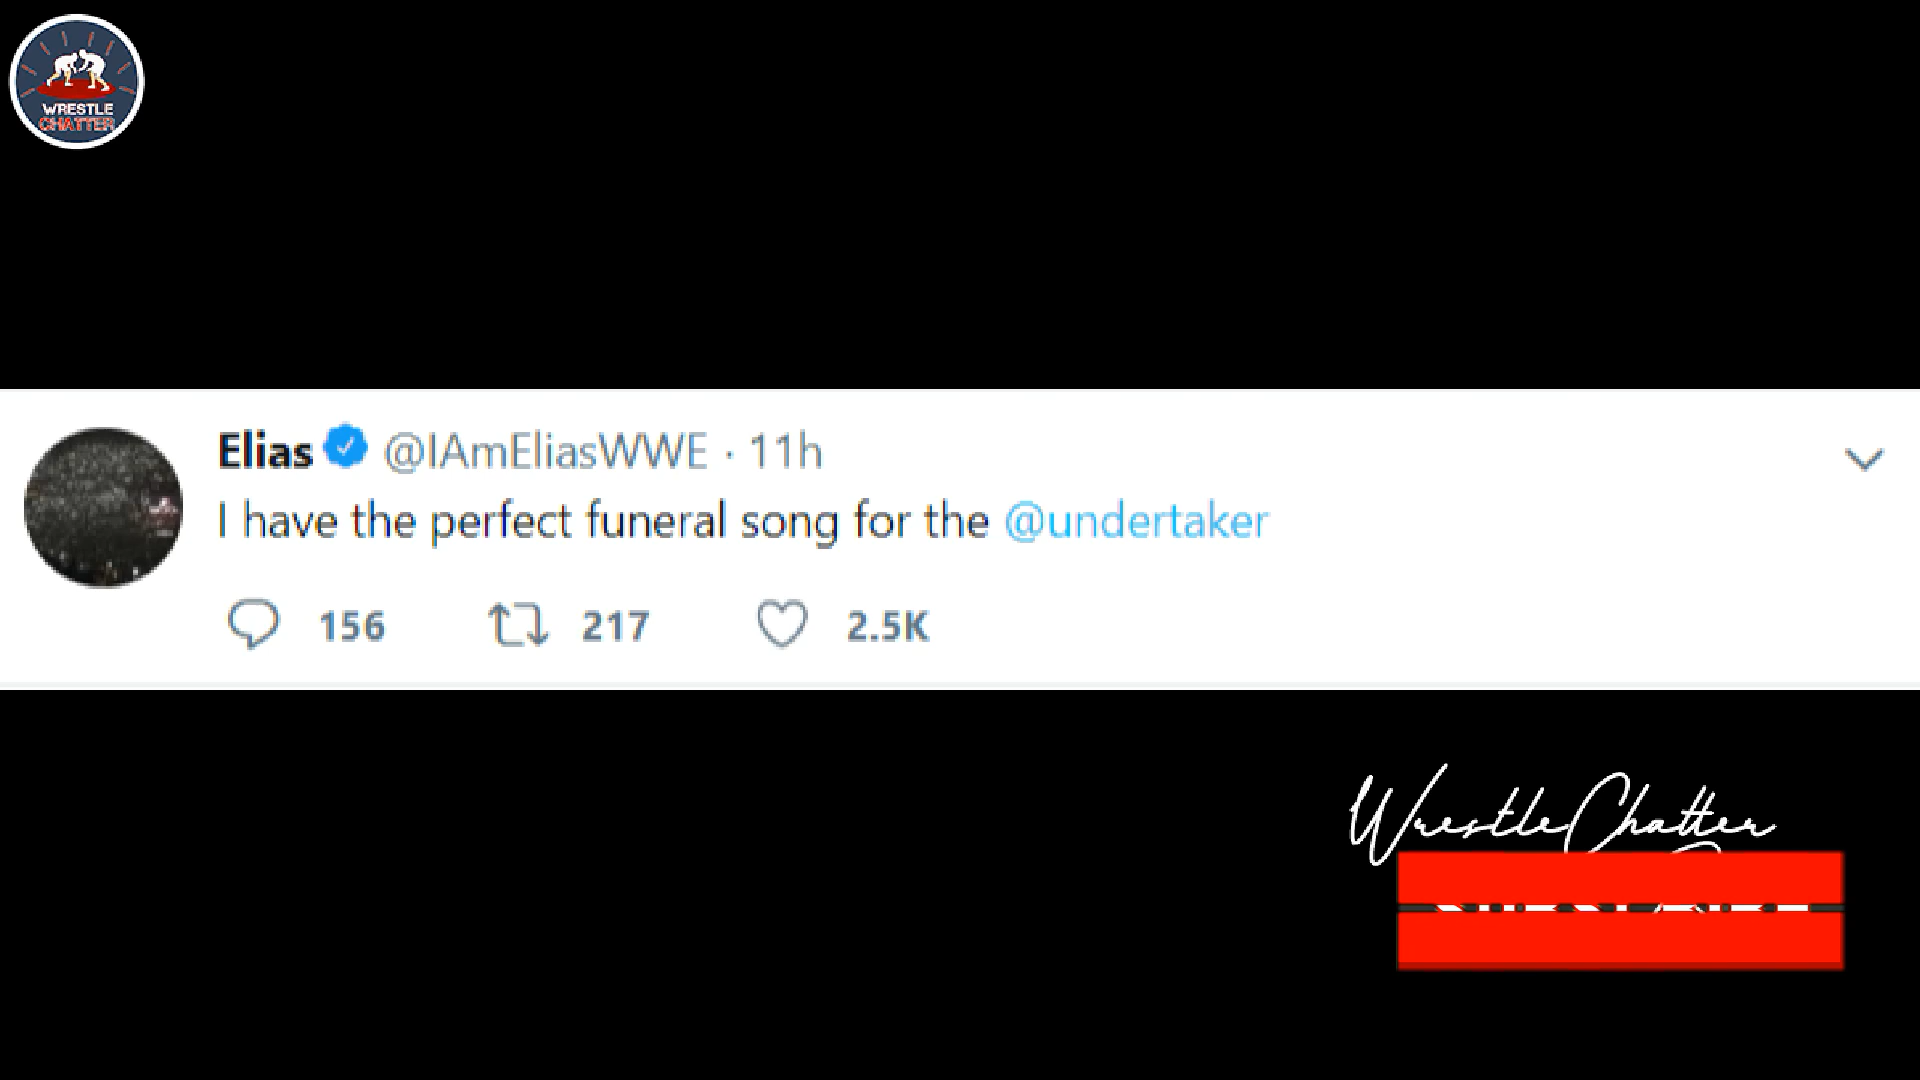 WRESTLE
CHATTER
Elias @IAmEliasWWE · 11h
I have the perfect funeral song for the @undertaker
156 217 2.5K
WrestleChatter